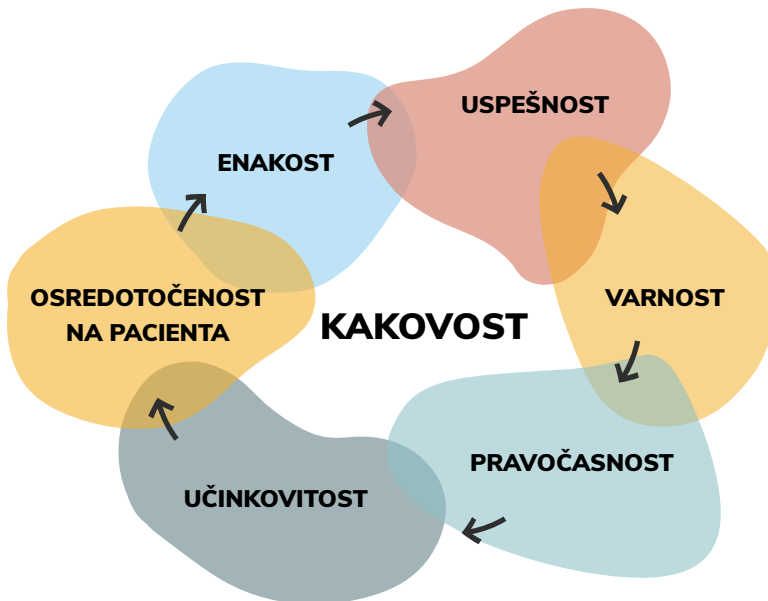 USPEŠNOST
ENAKOST
OSREDOTOČENOST
NA PACIENTA
VARNOST
KAKOVOST
PRAVOČASNOST
UČINKOVITOST